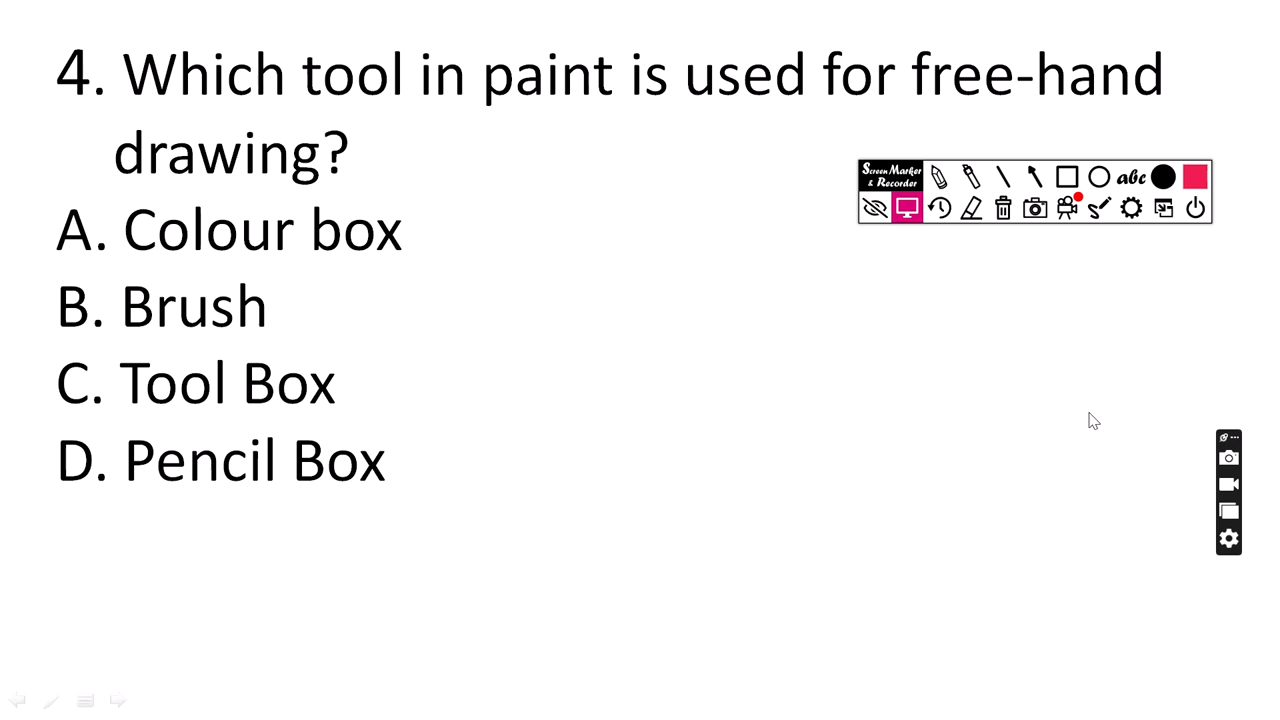 4. Which tool in paint is used for free-hand
drawing?
Screen Marker
& Recorder
abc
A. Colour box
B. Brush
C. Tool Box
D. Pencil Box